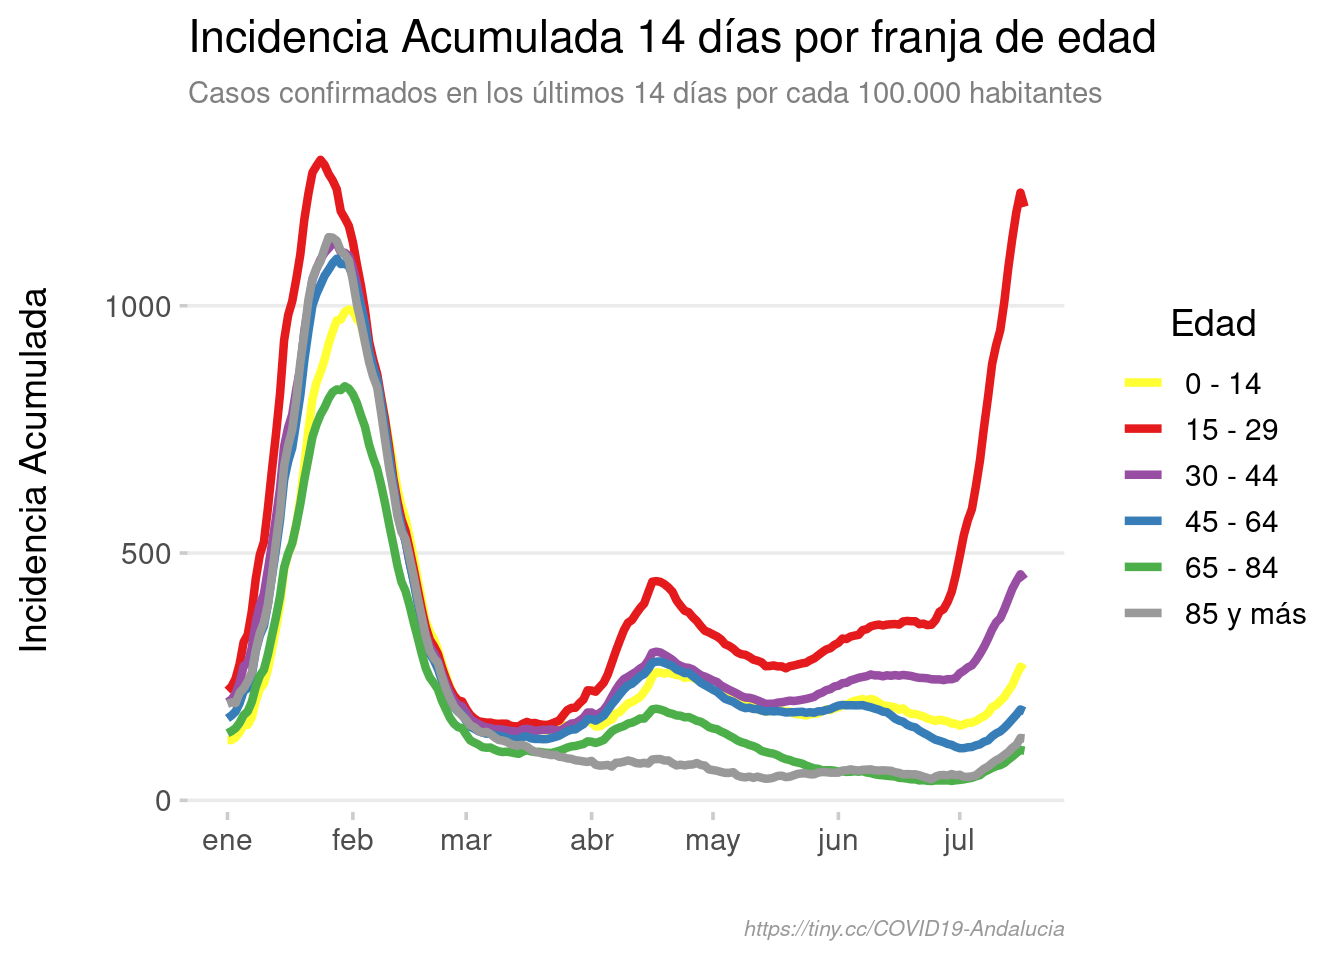 Incidencia Acumulada 14 días por franja de edad
Casos confirmados en los últimos 14 días por cada 100.000 habitantes
Incidencia Acumulada
1000
500
0
ene
feb
mar
abr
may
jun
jul
Edad
0 - 14
15 - 29
30 - 44
45 - 64
65 - 84
85 y más
https://tiny.cc/COVID19-Andalucia